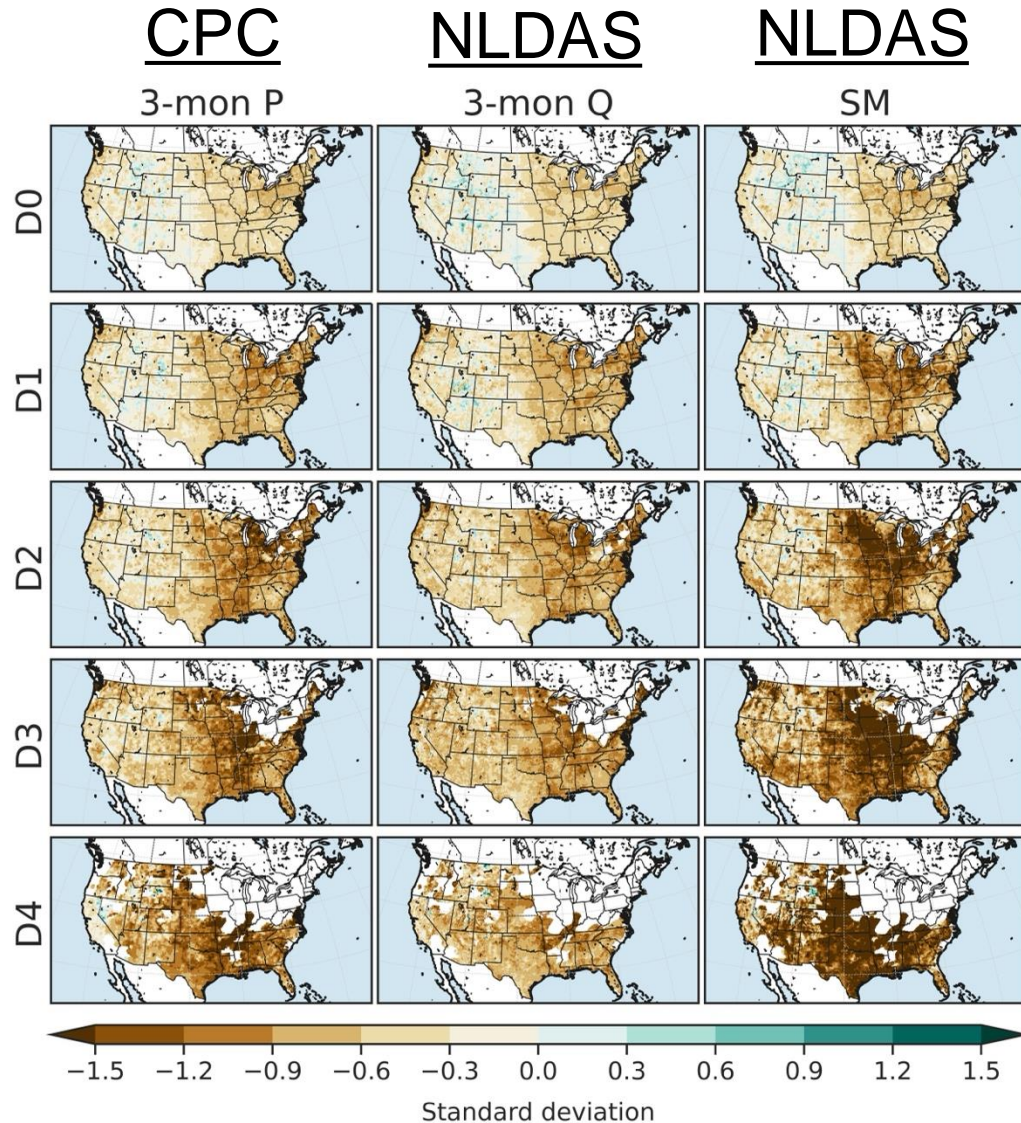 CPC NLDAS NLDAS
3-mon P 3-mon Q SM
D0
D1
D2
D3
D4
−1.5 −1.2 −0.9 −0.6 −0.3 0.0 0.3 0.6 0.9 1.2 1.5
Standard deviation